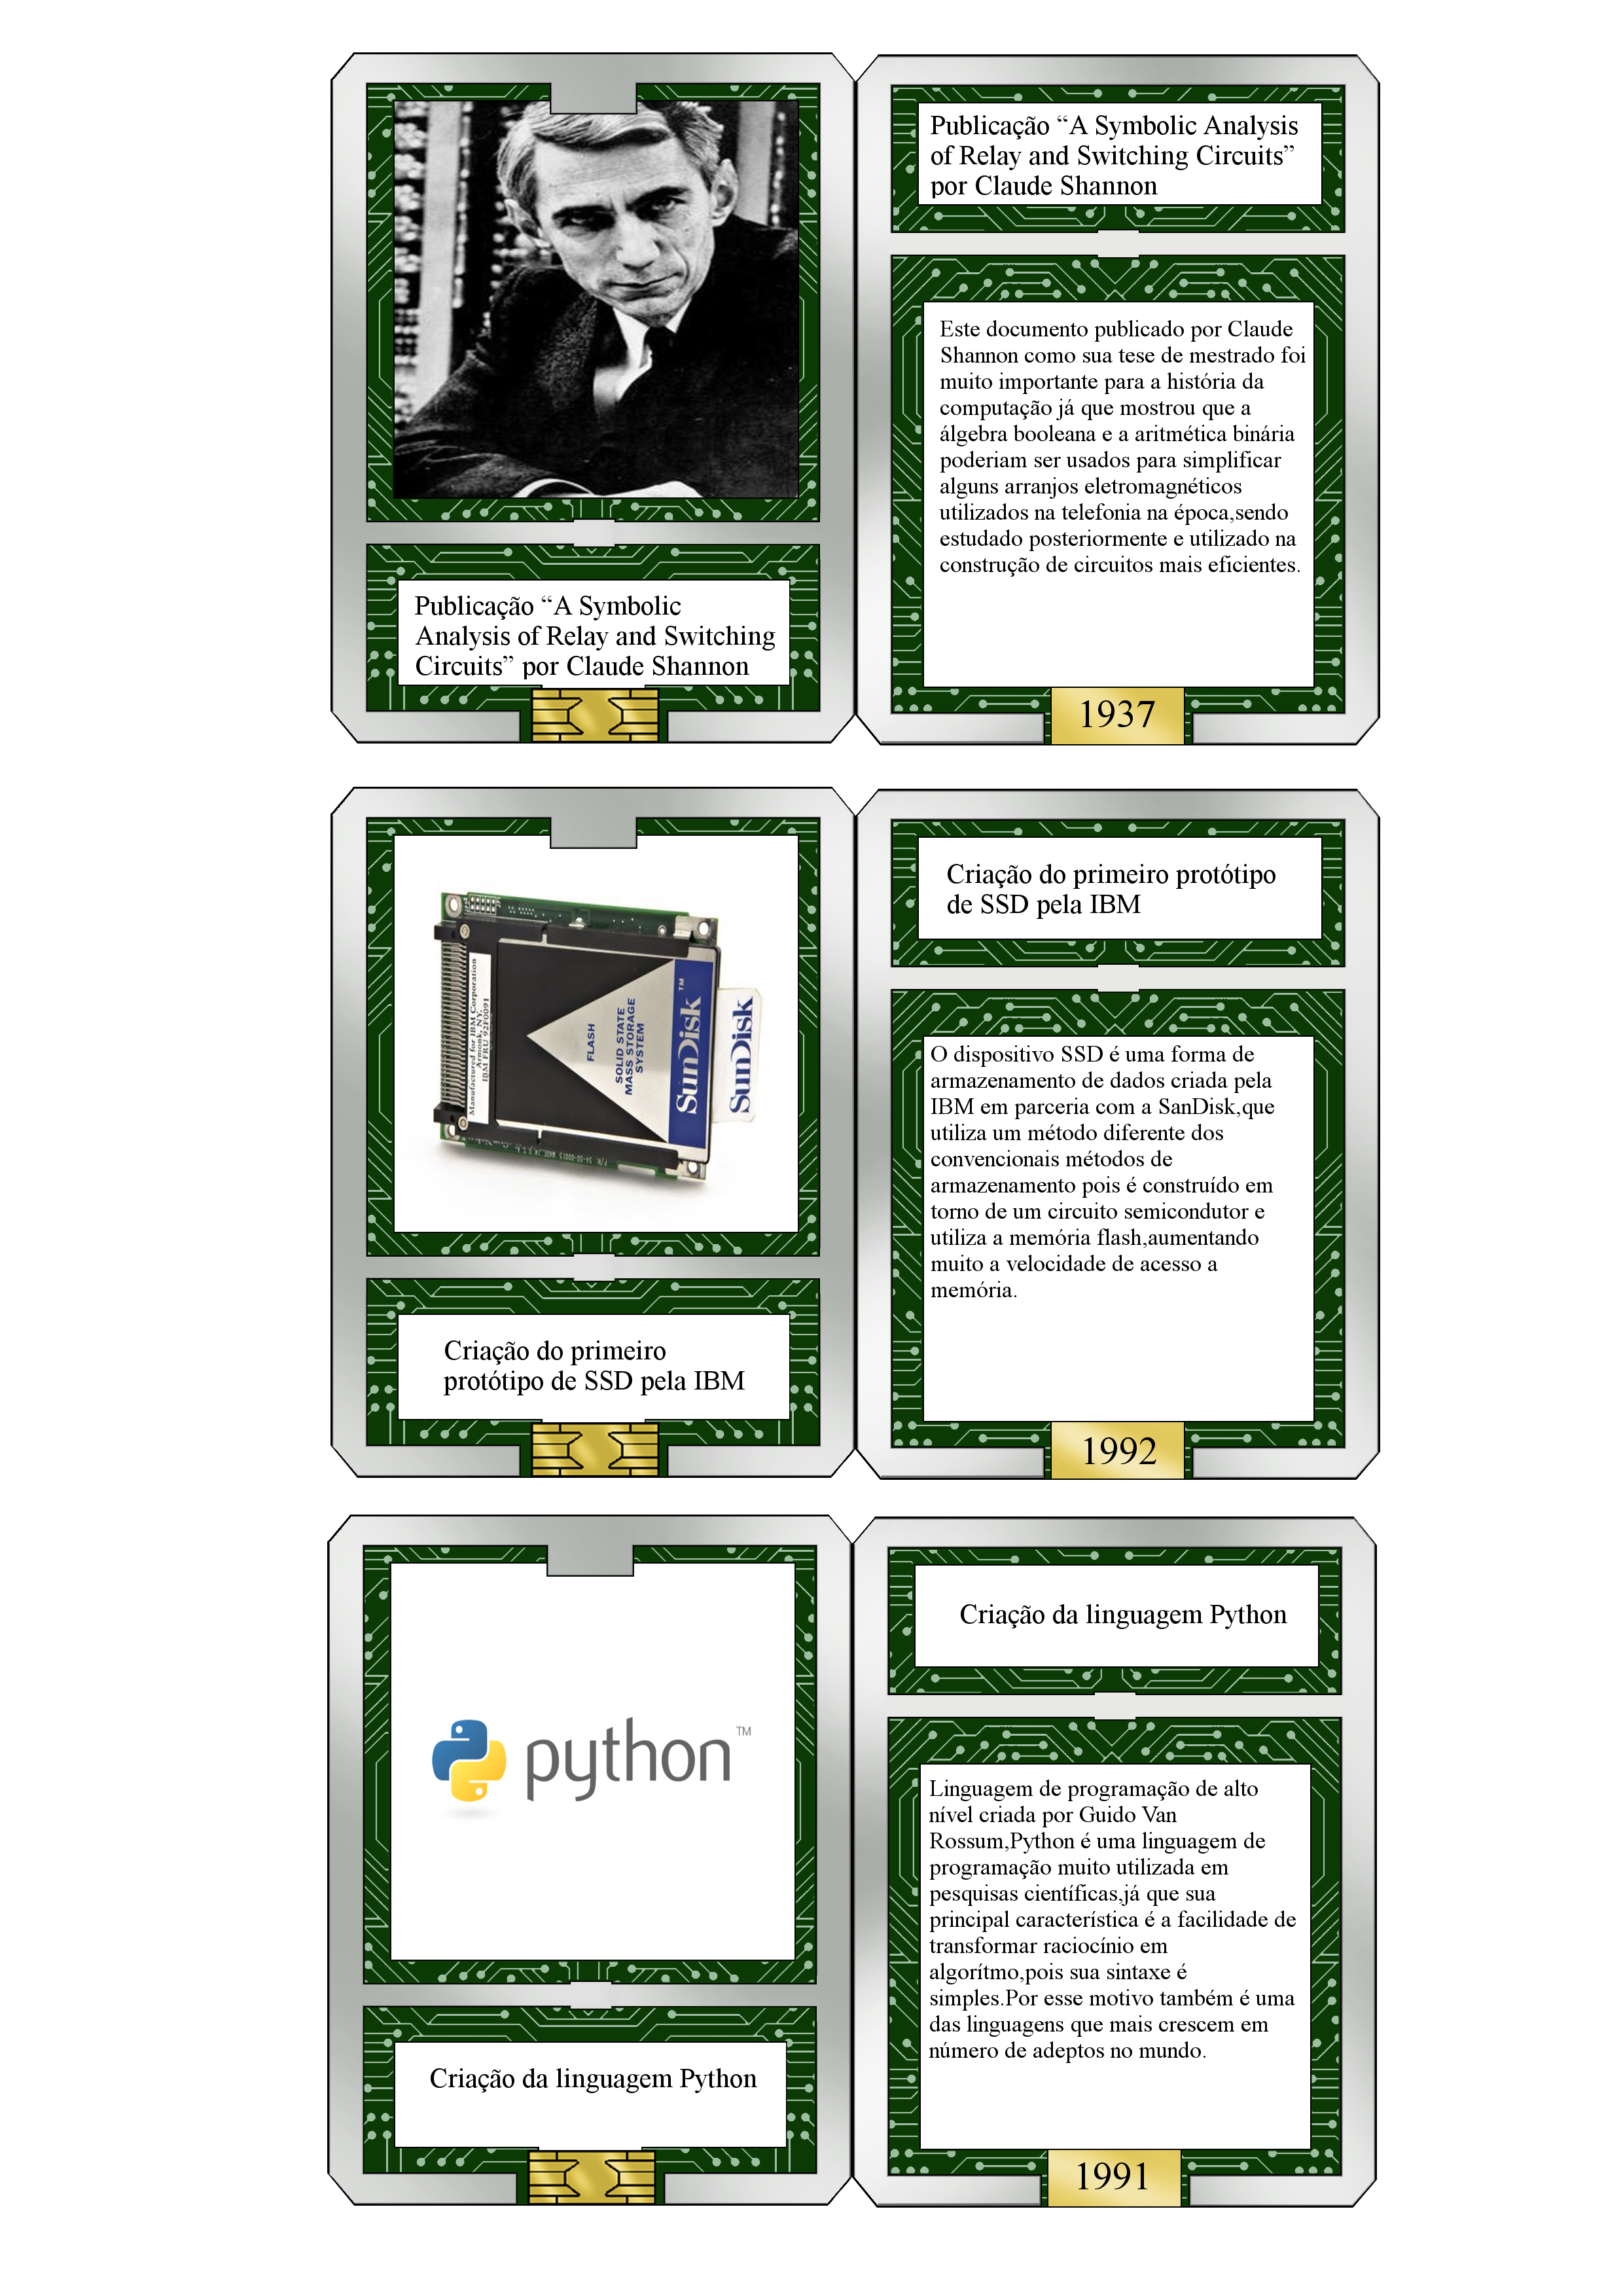 Publicação “A Symbolic
Analysis of Relay and Switching
Circuits” por Claude Shannon
Publicação “A Symbolic Analysis
of Relay and Switching Circuits”
por Claude Shannon
Este documento publicado por Claude
Shannon como sua tese de mestrado foi
muito importante para a história da
computação já que mostrou que a
álgebra booleana e a aritmética binária
poderiam ser usados para simplificar
alguns arranjos eletromagnéticos
utilizados na telefonia na época,sendo
estudado posteriormente e utilizado na
construção de circuitos mais eficientes.
1937
Manufactured for IBM Corporation
Armonk, NY.
IBM FRU 92F0091
FLASH
SOLID STATE
MASS STORAGE
SYSTEM
SunDisk™
SunDisk
Criação do primeiro
protótipo de SSD pela IBM
Criação do primeiro protótipo
de SSD pela IBM
O dispositivo SSD é uma forma de
armazenamento de dados criada pela
IBM em parceria com a SanDisk,que
utiliza um método diferente dos
convencionais métodos de
armazenamento pois é construído em
torno de um circuito semicondutor e
utiliza a memória flash,aumentando
muito a velocidade de acesso a
memória.
1992
python™
Criação da linguagem Python
Criação da linguagem Python
Linguagem de programação de alto
nível criada por Guido Van
Rossum,Python é uma linguagem de
programação muito utilizada em
pesquisas científicas,já que sua
principal característica é a facilidade de
transformar raciocínio em
algorítmo,pois sua sintaxe é
simples.Por esse motivo também é uma
das linguagens que mais crescem em
número de adeptos no mundo.
1991